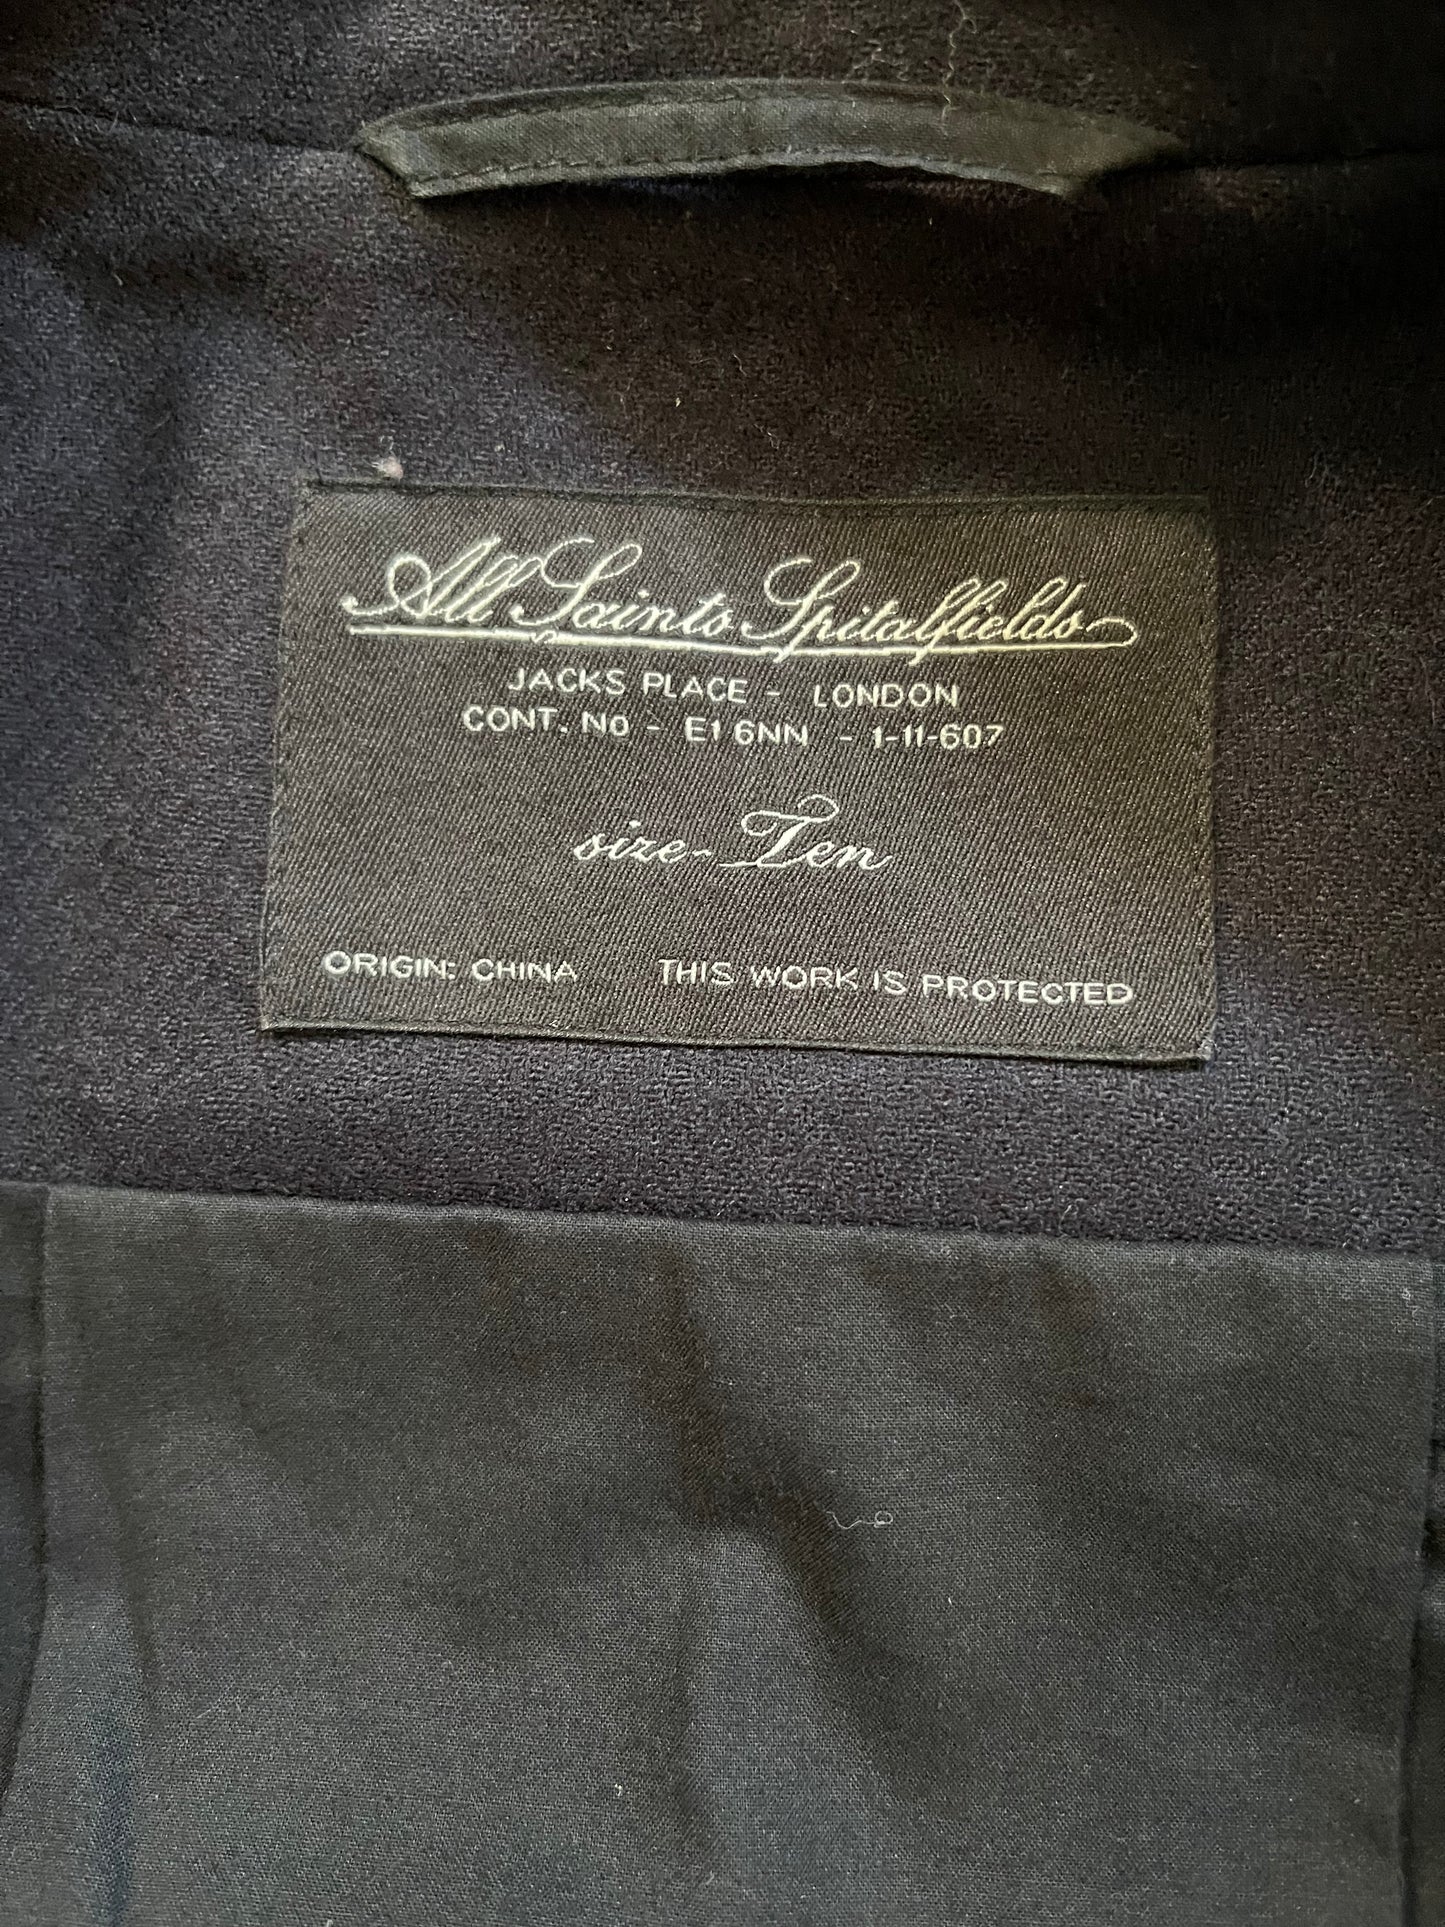 All Saints Spitalfields
JACKS PLACE - LONDON
CONT. NO - E1 6NN - 1-11-607
size-Ten
ORIGIN: CHINA THIS WORK IS PROTECTED